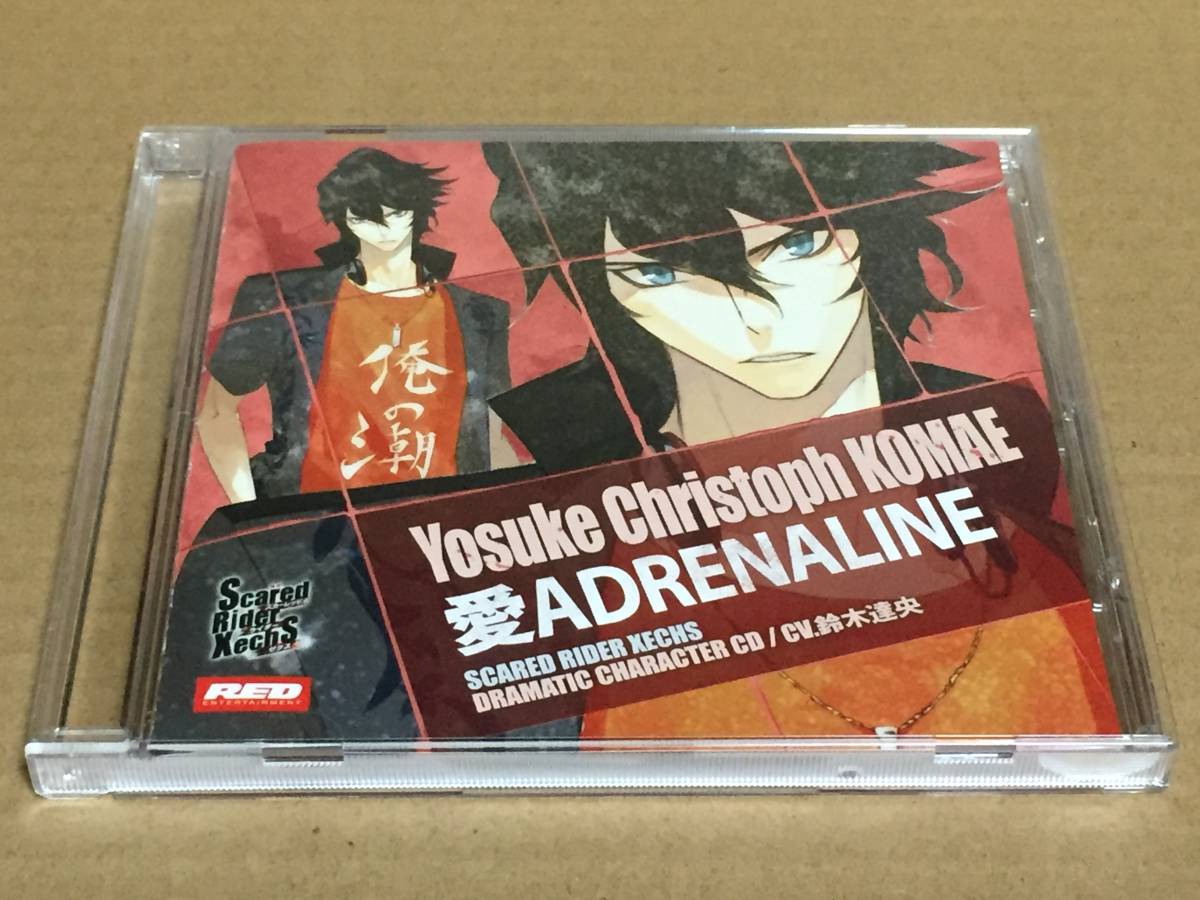 俺の潮
Yosuke Christoph KOMAE
愛ADRENALINE
SCARED RIDER XECHS
DRAMATIC CHARACTER CD / CV.鈴木達央
Scared
Rider
XechS
RED
ENTERTAINMENT